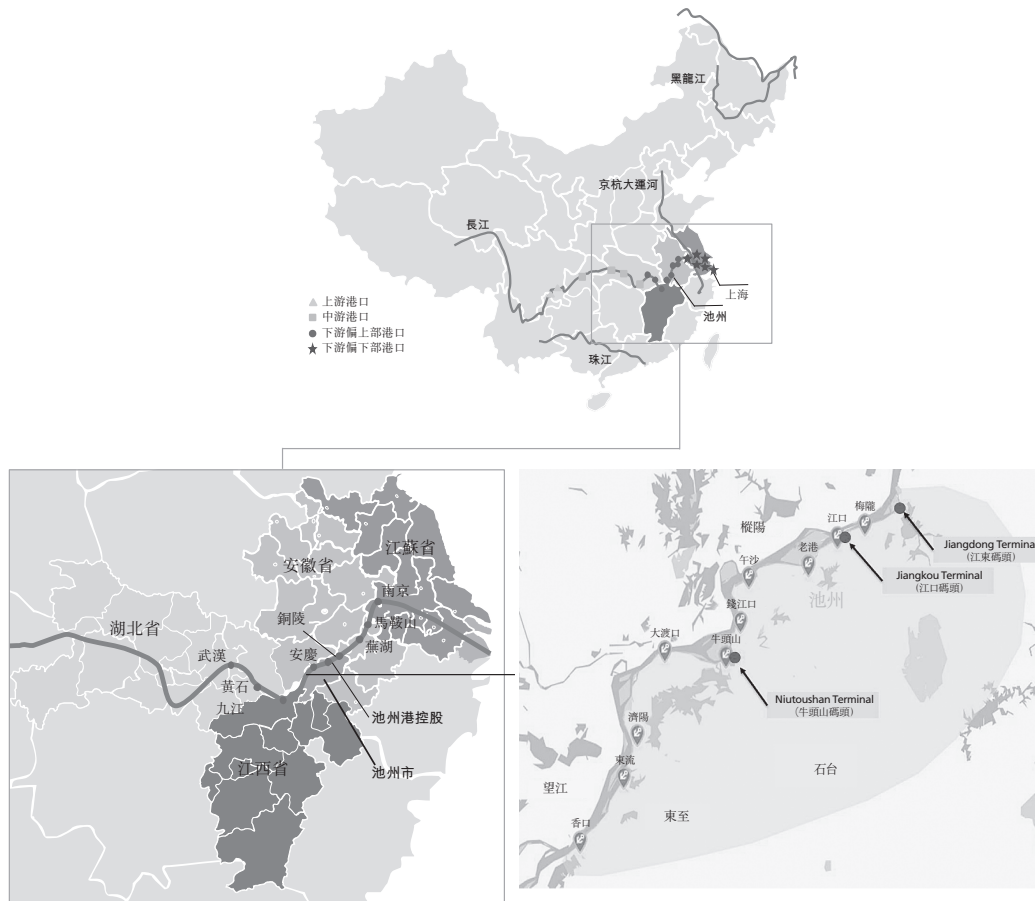 黑龍江
京杭大運河
長江
上海
池州
珠江
上游港口
中游港口
下游偏上部港口
下游偏下部港口
江蘇省
安徽省
南京
銅陵
馬鞍山
湖北省
蕪湖
武漢
安慶
黃石
九江
池州港控股
江西省
池州市
梅隴
江口
樅陽
老港
Jiangdong Termina
(江東碼頭)
牛沙
Jiangkou Terminal
(江口碼頭)
池州
錢江口
大渡口
牛頭山
Niutoushan Terminal
(牛頭山碼頭)
濟陽
東流
石台
望江
東至
香口